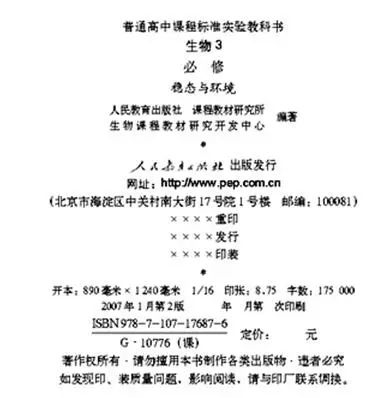 普通高中课程标准实验教科书
生物 3
必修
稳态与环境
人民教育出版社 课程教材研究所
生物课程教材研究开发中心 编著
人民教育出版社 出版发行
网址：http://www.pep.com.cn
(北京市海淀区中关村南大街17号院1号楼 邮编：100081)
××××重印
××××发行
××××印装
开本：890毫米×1240毫米 1/16 印张：8.75 字数：175 000
2007年1月第2版 年 月第 次印刷
ISBN 978-7-107-17687-6
G·10776（课） 定价： 元
著作权所有·请勿擅用本书制作各类出版物·违者必究
如发现印、装质量问题，影响阅读，请与印厂联系调换。